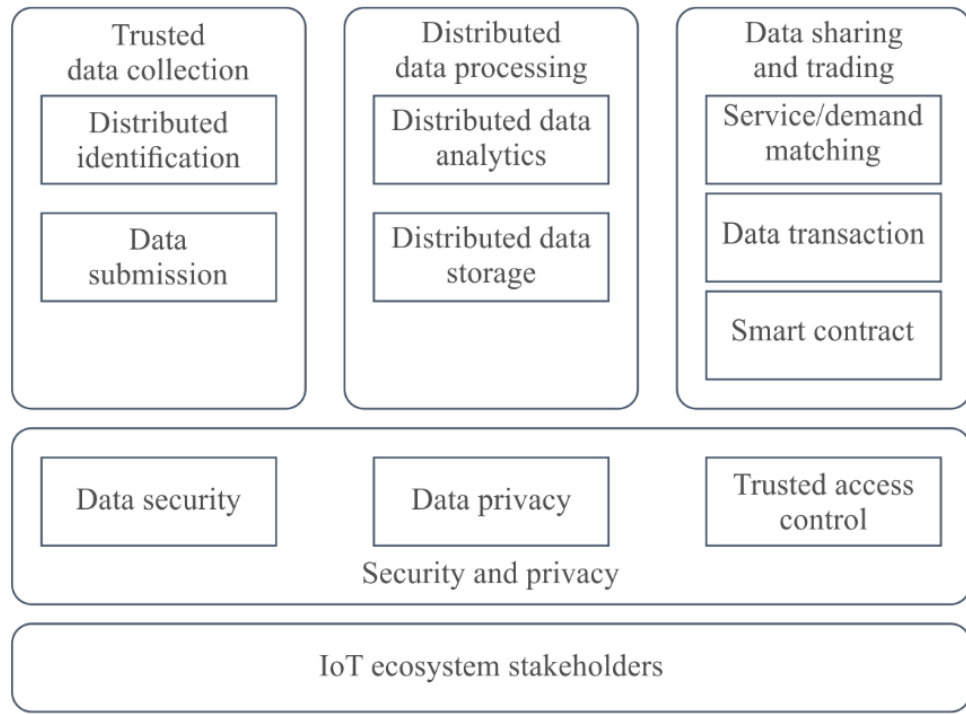 Trusted
data collection
Distributed
identification
Data
submission
Distributed
data processing
Distributed data
analytics
Distributed data
storage
Data sharing
and trading
Service/demand
matching
Data transaction
Smart contract
Data security
Data privacy
Trusted access
control
Security and privacy
IoT ecosystem stakeholders